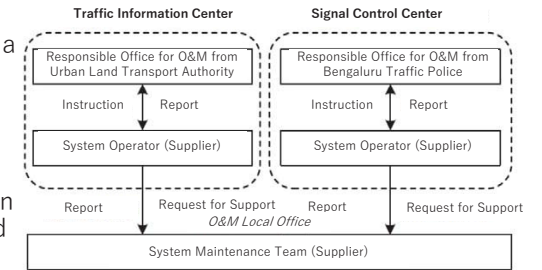 Traffic Information Center
Signal Control Center
a
Responsible Office for O&M from
Urban Land Transport Authority
Responsible Office for O&M from
Bengaluru Traffic Police
Instruction Report
Instruction Report
System Operator (Supplier)
System Operator (Supplier)
n
d
Report Request for Support
Report Request for Support
O&M Local Office
System Maintenance Team (Supplier)